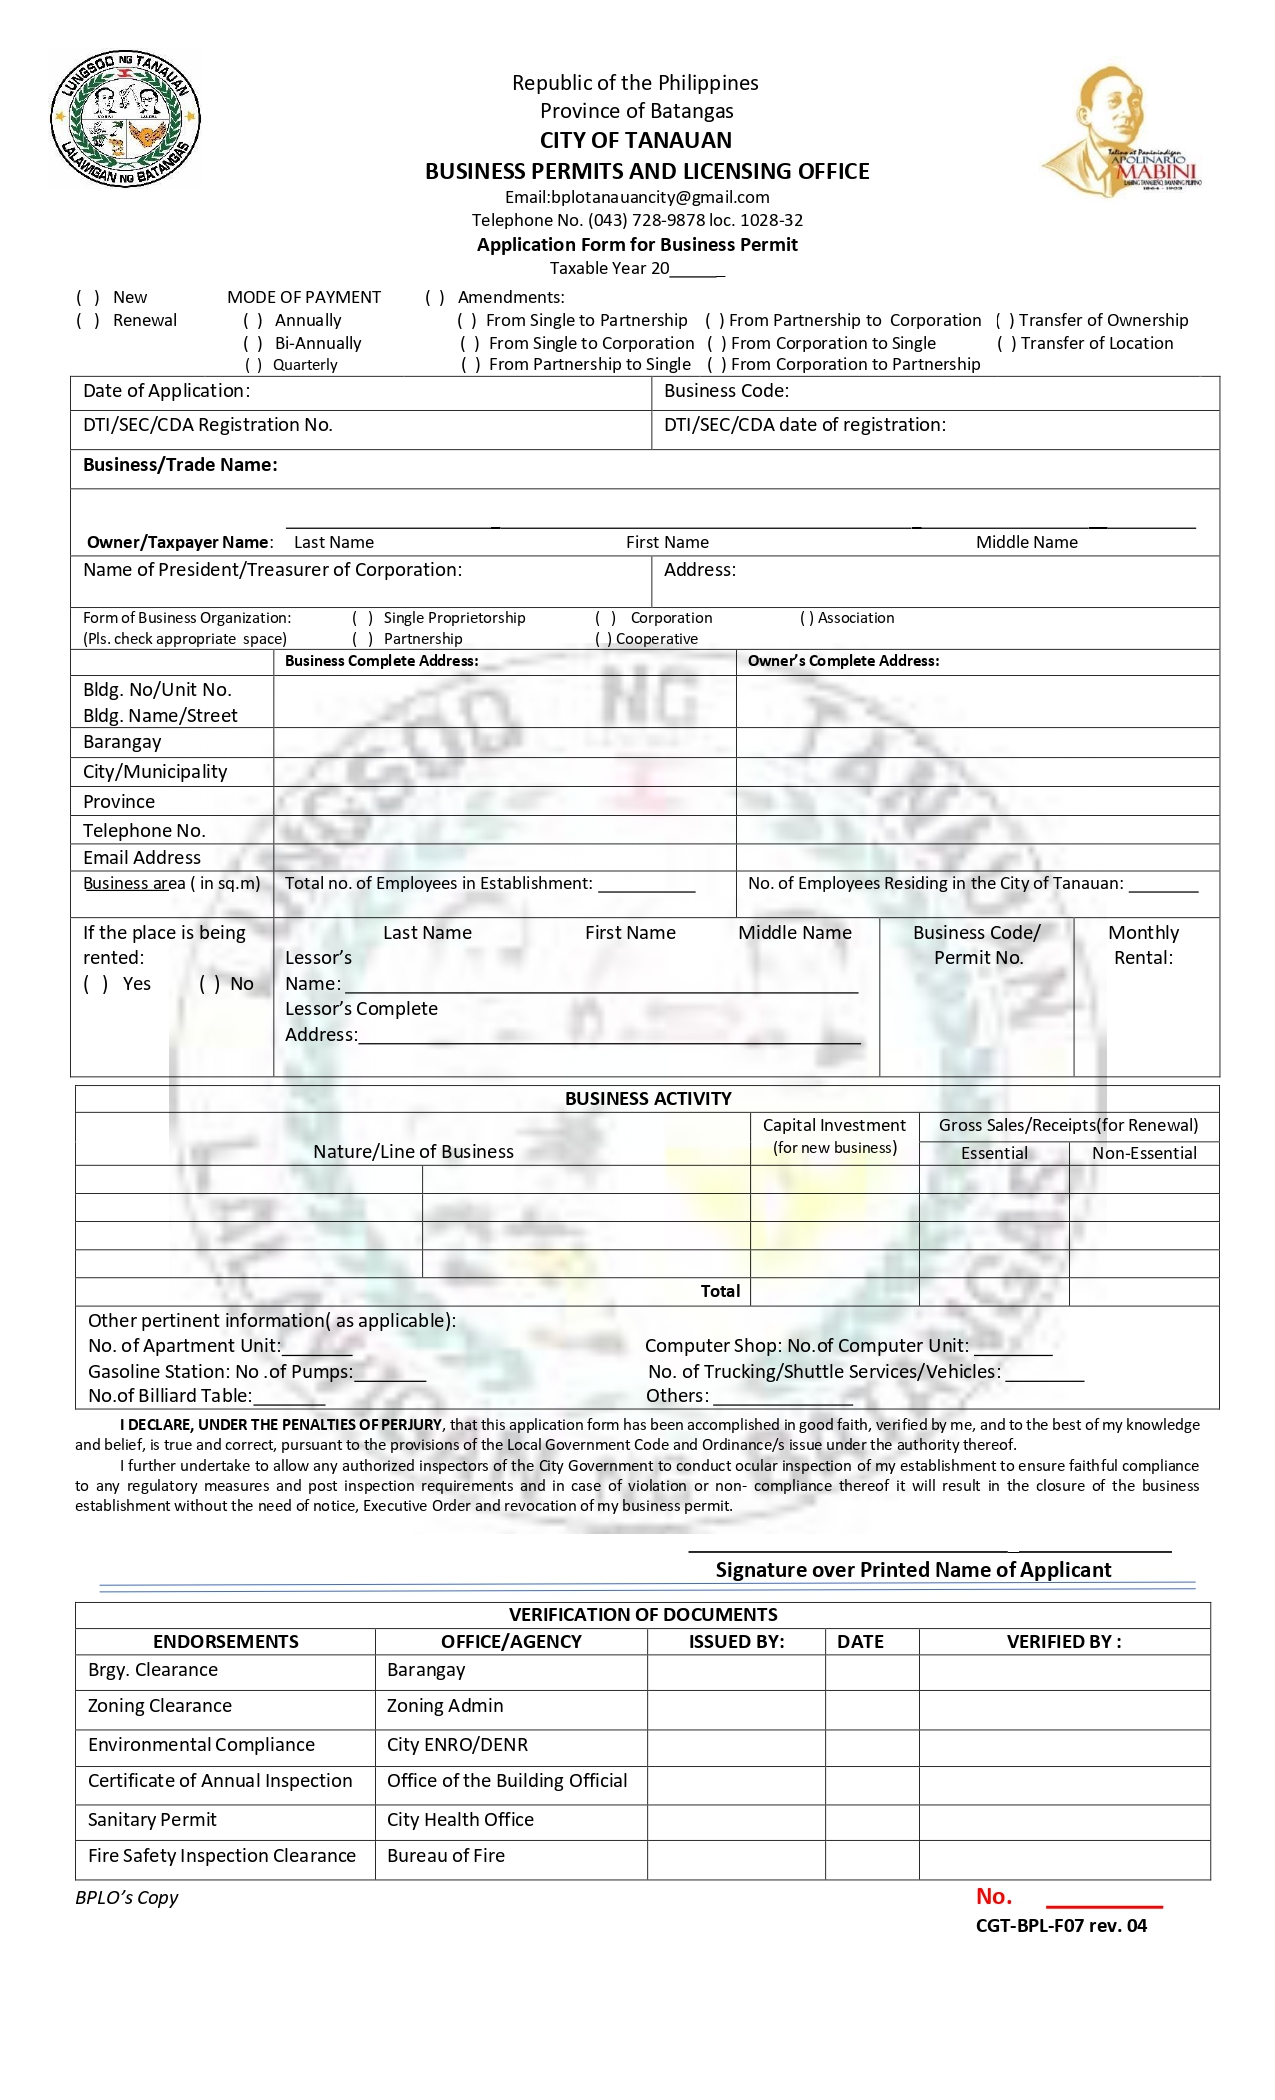 LUNGSOD NG TANAUAN
LALAWIGAN NG BATANGAS
Republic of the Philippines
Province of Batangas
CITY OF TANAUAN
BUSINESS PERMITS AND LICENSING OFFICE
Email:bplotanauancity@gmail.com
Telephone No. (043) 728-9878 loc. 1028-32
Application Form for Business Permit
Taxable Year 20______
Talino at Paninindigan
APOLINARIO
MABINI
1864 - 1903
( ) New MODE OF PAYMENT ( ) Amendments:
( ) Renewal ( ) Annually ( ) From Single to Partnership ( ) From Partnership to Corporation ( ) Transfer of Ownership
( ) Bi-Annually ( ) From Single to Corporation ( ) From Corporation to Single ( ) Transfer of Location
( ) Quarterly ( ) From Partnership to Single ( ) From Corporation to Partnership
Date of Application: Business Code:
DTI/SEC/CDA Registration No. DTI/SEC/CDA date of registration:
Business/Trade Name:
Owner/Taxpayer Name: Last Name First Name Middle Name
Name of President/Treasurer of Corporation: Address:
Form of Business Organization: ( ) Single Proprietorship ( ) Corporation ( ) Association
(Pls. check appropriate space) ( ) Partnership ( ) Cooperative
Business Complete Address: Owner's Complete Address:
Bldg. No/Unit No.
Bldg. Name/Street
Barangay
City/Municipality
Province
Telephone No.
Email Address
Business area ( in sq.m) Total no. of Employees in Establishment: __________ No. of Employees Residing in the City of Tanauan: _______
If the place is being Last Name First Name Middle Name Business Code/ Monthly
rented: Lessor's Permit No. Rental:
( ) Yes ( ) No Name: __________
Lessor's Complete
Address:__________
BUSINESS ACTIVITY
Capital Investment Gross Sales/Receipts(for Renewal)
Nature/Line of Business (for new business) Essential Non-Essential
Total
Other pertinent information( as applicable):
No. of Apartment Unit:_______ Computer Shop: No.of Computer Unit: ________
Gasoline Station: No .of Pumps:_______ No. of Trucking/Shuttle Services/Vehicles: ________
No.of Billiard Table:_______ Others: ______________
I DECLARE, UNDER THE PENALTIES OF PERJURY, that this application form has been accomplished in good faith, verified by me, and to the best of my knowledge
and belief, is true and correct, pursuant to the provisions of the Local Government Code and Ordinance/s issue under the authority thereof.
I further undertake to allow any authorized inspectors of the City Government to conduct ocular inspection of my establishment to ensure faithful compliance
to any regulatory measures and post inspection requirements and in case of violation or non- compliance thereof it will result in the closure of the business
establishment without the need of notice, Executive Order and revocation of my business permit.
Signature over Printed Name of Applicant
VERIFICATION OF DOCUMENTS
ENDORSEMENTS OFFICE/AGENCY ISSUED BY: DATE VERIFIED BY :
Brgy. Clearance Barangay
Zoning Clearance Zoning Admin
Environmental Compliance City ENRO/DENR
Certificate of Annual Inspection Office of the Building Official
Sanitary Permit City Health Office
Fire Safety Inspection Clearance Bureau of Fire
BPLO's Copy No. _________
CGT-BPL-F07 rev. 04